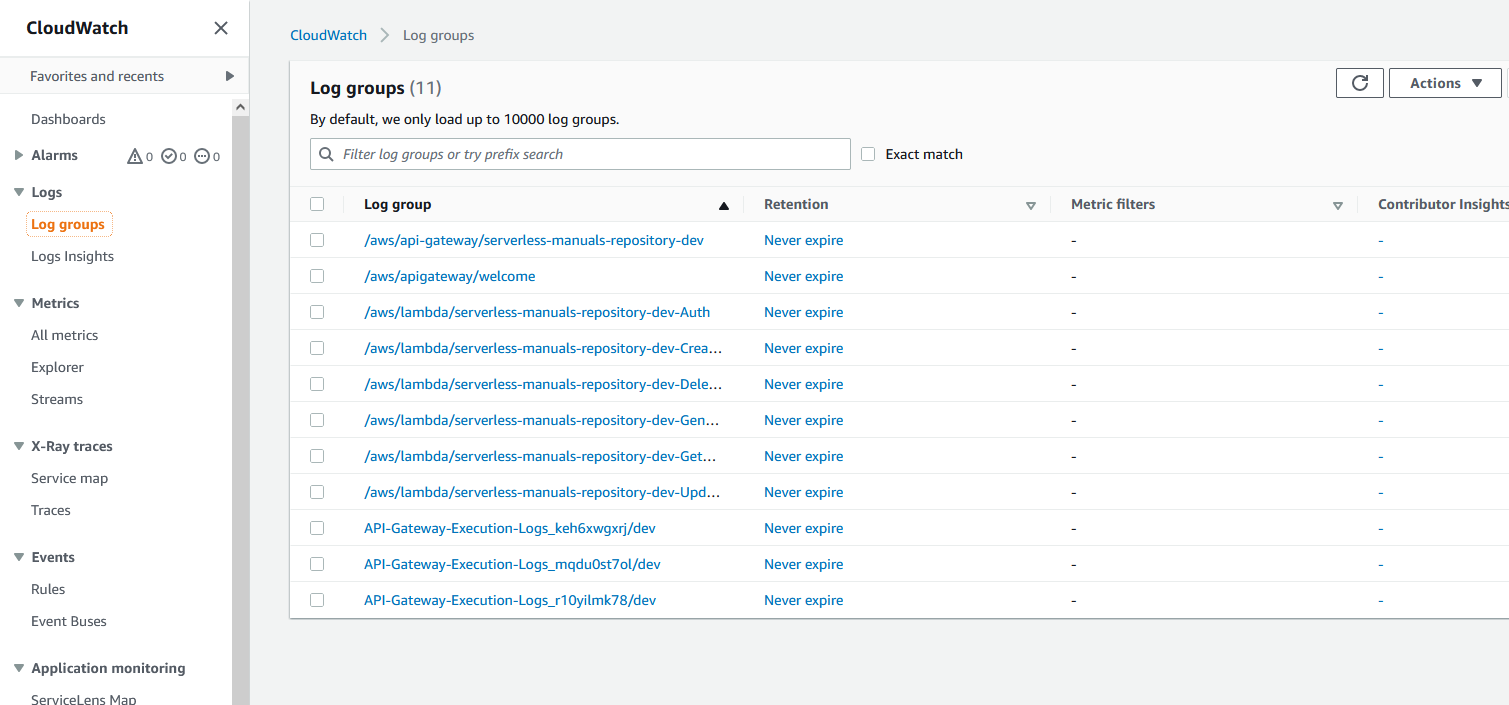 CloudWatch
Favorites and recents
Dashboards
Alarms 0 0 0
Logs
Log groups
Logs Insights
Metrics
All metrics
Explorer
Streams
X-Ray traces
Service map
Traces
Events
Rules
Event Buses
Application monitoring
ServiceLens Map
CloudWatch Log groups
Log groups (11)
Actions
By default, we only load up to 10000 log groups.
Filter log groups or try prefix search Exact match
Log group Retention Metric filters Contributor Insights
/aws/api-gateway/serverless-manuals-repository-dev Never expire - -
/aws/apigateway/welcome Never expire - -
/aws/lambda/serverless-manuals-repository-dev-Auth Never expire - -
/aws/lambda/serverless-manuals-repository-dev-Crea... Never expire - -
/aws/lambda/serverless-manuals-repository-dev-Dele... Never expire - -
/aws/lambda/serverless-manuals-repository-dev-Gen... Never expire - -
/aws/lambda/serverless-manuals-repository-dev-Get... Never expire - -
/aws/lambda/serverless-manuals-repository-dev-Upd... Never expire - -
API-Gateway-Execution-Logs_keh6xwgxrj/dev Never expire - -
API-Gateway-Execution-Logs_mqdu0st7ol/dev Never expire - -
API-Gateway-Execution-Logs_r10yilmk78/dev Never expire - -